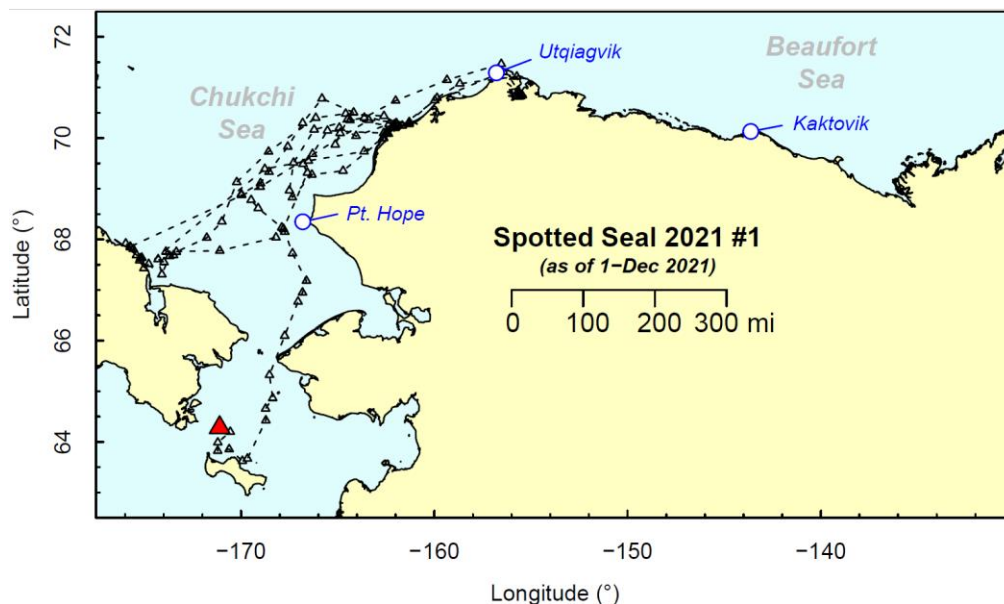 72
70
68
66
64
Latitude (°)
Chukchi
Sea
Utqiagvik
Beaufort
Sea
Kaktovik
Pt. Hope
Spotted Seal 2021 #1
(as of 1−Dec 2021)
0 100 200 300 mi
−170 −160 −150 −140
Longitude (°)